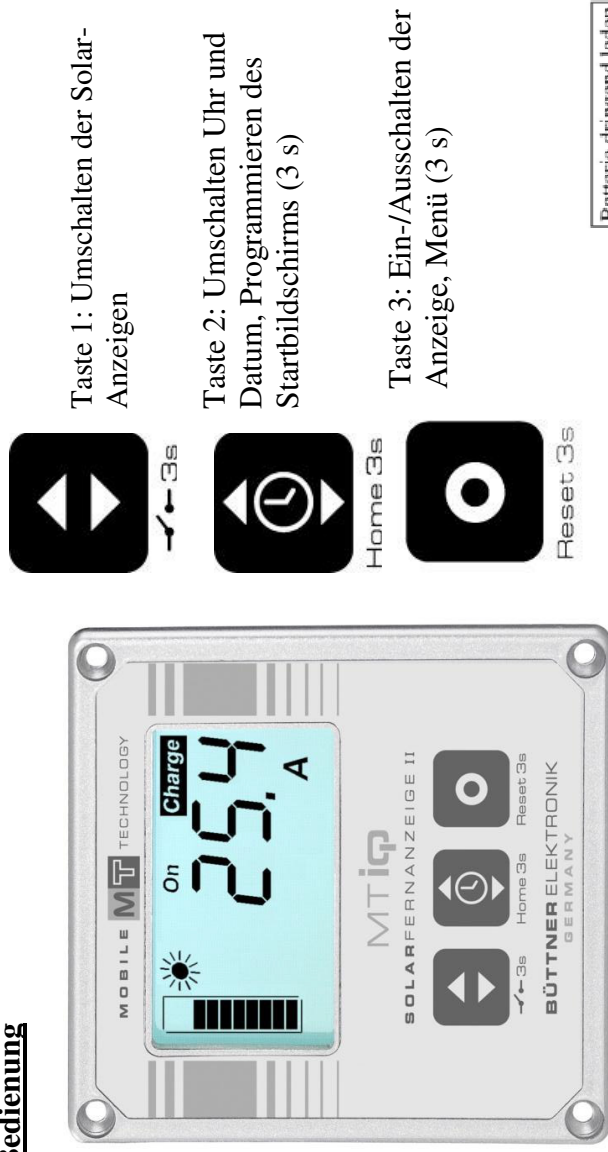 Bedienung
MOBILE MT TECHNOLOGY
On Charge
25.4
A
MT iQ
SOLARFERNANZEIGE II
3s Home 3s Reset 3s
BÜTTNER ELEKTRONIK
GERMANY
3s
Home 3s
Reset 3s
Taste 1: Umschalten der Solar-
Anzeigen
Taste 2: Umschalten Uhr und
Datum, Programmieren des
Startbildschirms (3 s)
Taste 3: Ein-/Ausschalten der
Anzeige, Menü (3 s)